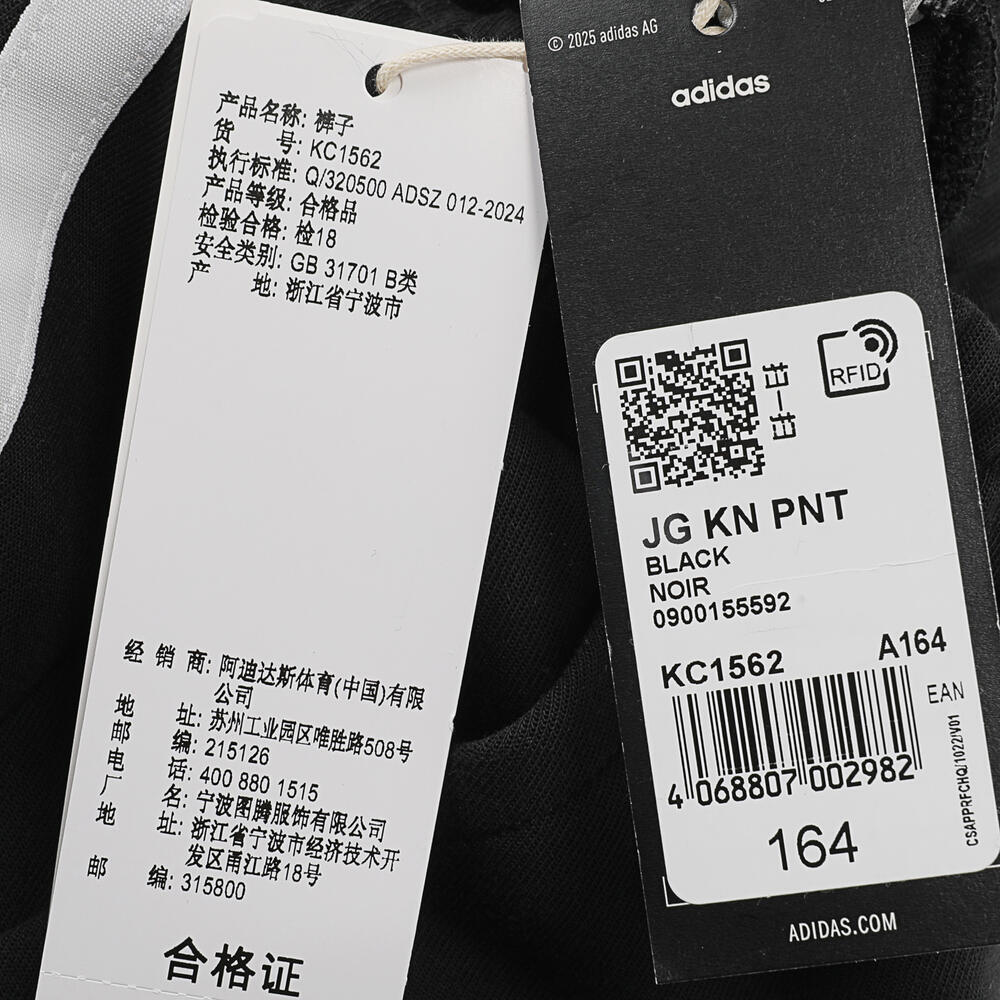 产品名称: 裤子
货 号: KC1562
执行标准: Q/320500 ADSZ 012-2024
产品等级: 合格品
检验合格: 检18
安全类别: GB 31701 B类
产 地: 浙江省宁波市
经 销 商: 阿迪达斯体育(中国)有限
公司
地 址: 苏州工业园区唯胜路508号
邮 编: 215126
电 话: 400 880 1515
厂 名: 宁波图腾服饰有限公司
地 址: 浙江省宁波市经济技术开
发区甬江路18号
邮 编: 315800
合格证
© 2025 adidas AG
adidas
扫一扫
RFID
JG KN PNT
BLACK
NOIR
0900155592
KC1562 A164
EAN
4 068807 002982
CSAPPRFCHQ/1022/V01
164
ADIDAS.COM